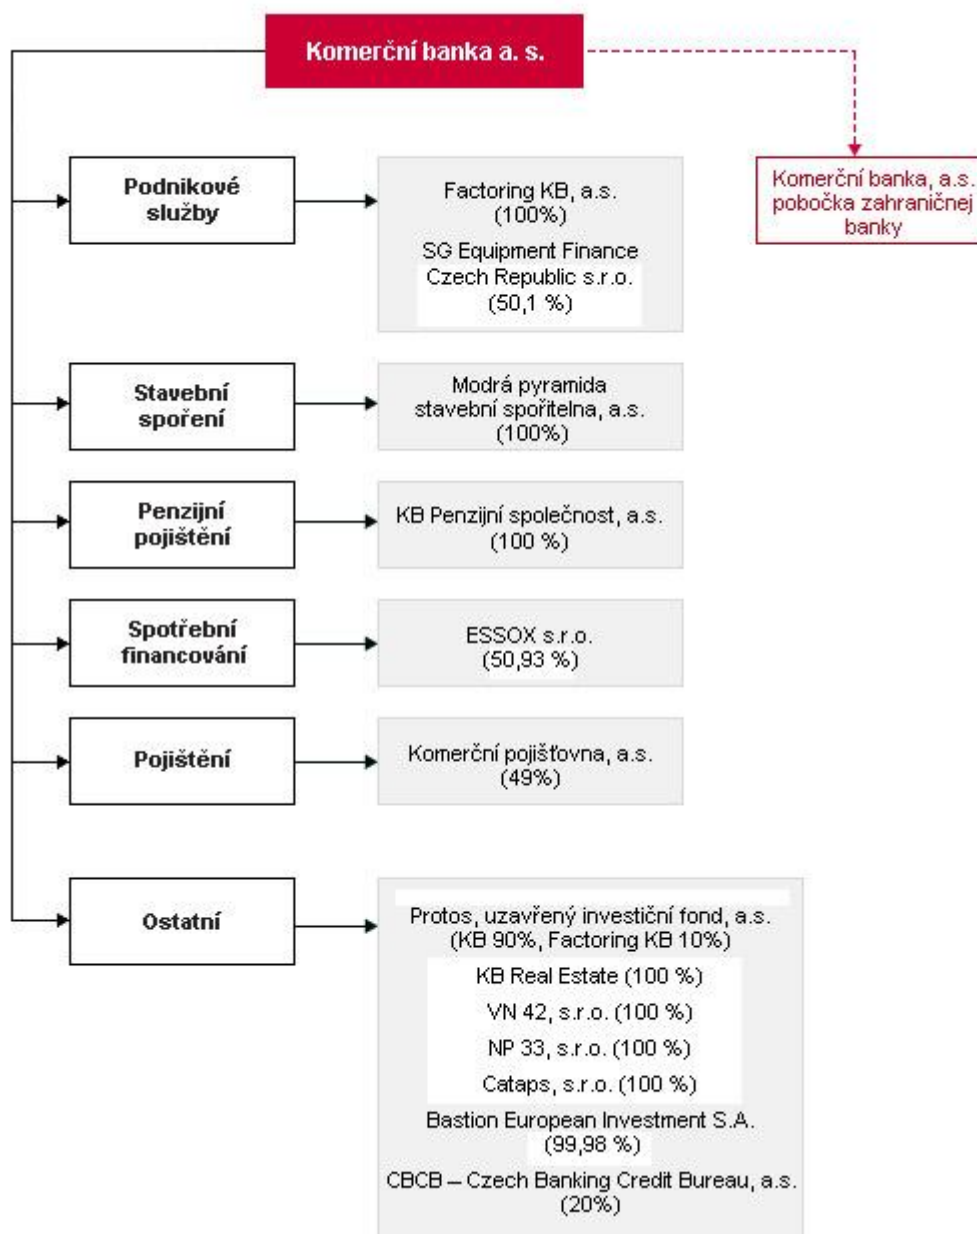 Komerční banka a. s.
Komerční banka, a.s.
pobočka zahraničnej
banky
Podnikové
služby
Factoring KB, a.s.
(100%)
SG Equipment Finance
Czech Republic s.r.o.
(50,1 %)
Stavební
spoření
Modrá pyramida
stavební spořitelna, a.s.
(100%)
Penzijní
pojištění
KB Penzijní společnost, a.s.
(100 %)
Spotřební
financování
ESSOX s.r.o.
(50,93 %)
Pojištění
Komerční pojišťovna, a.s.
(49%)
Ostatní
Protos, uzavřený investiční fond, a.s.
(KB 90%, Factoring KB 10%)
KB Real Estate (100 %)
VN 42, s.r.o. (100 %)
NP 33, s.r.o. (100 %)
Cataps, s.r.o. (100 %)
Bastion European Investment S.A.
(99,98 %)
CBCB – Czech Banking Credit Bureau, a.s.
(20%)